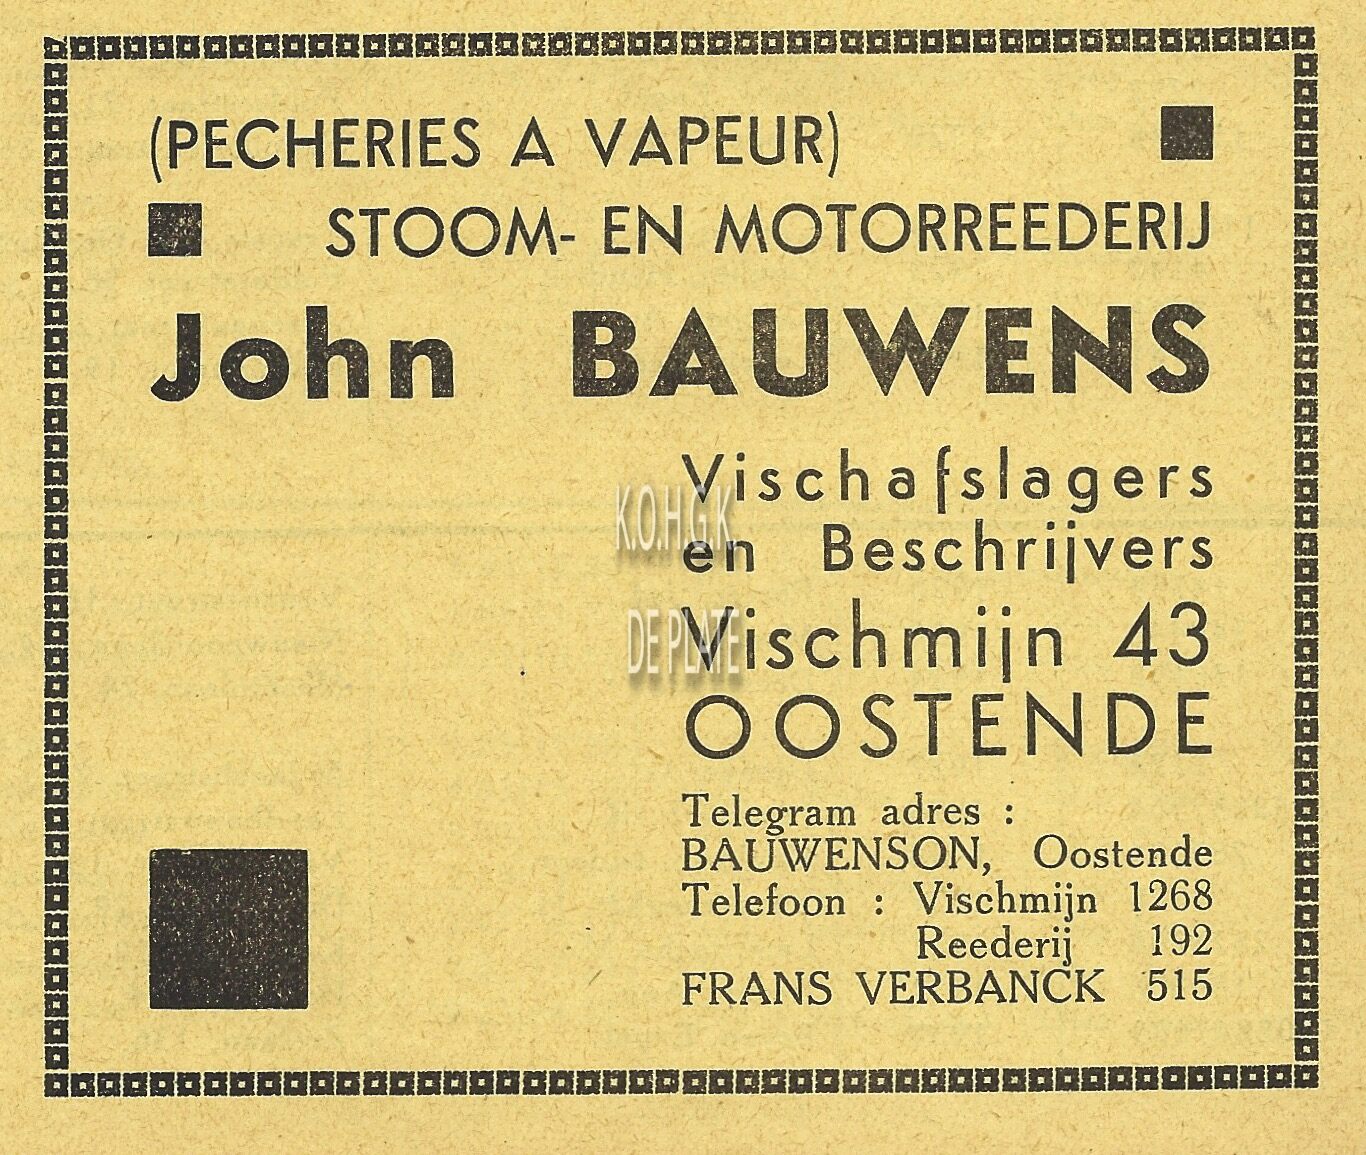 (PECHERIES A VAPEUR)
STOOM- EN MOTORREEDERIJ
John BAUWENS
Vischafslagers
en Beschrijvers
Vischmijn 43
OOSTENDE
K.O.H.G.K
DE PLATE
Telegram adres :
BAUWENSON, Oostende
Telefoon : Vischmijn 1268
Reederij 192
FRANS VERBANCK 515